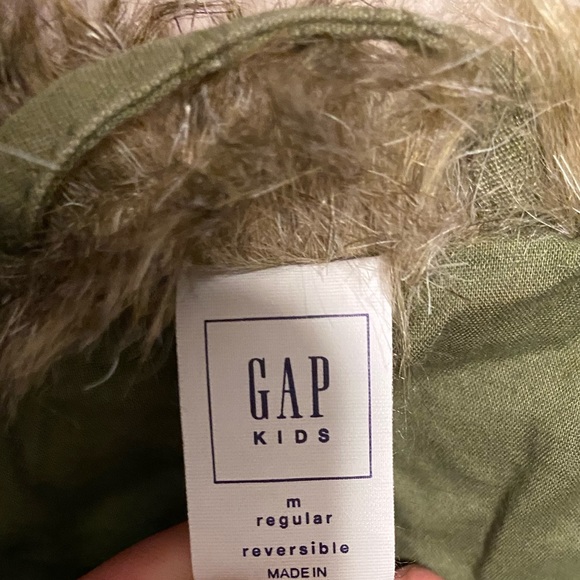 GAP
KIDS
m
regular
reversible
MADE IN